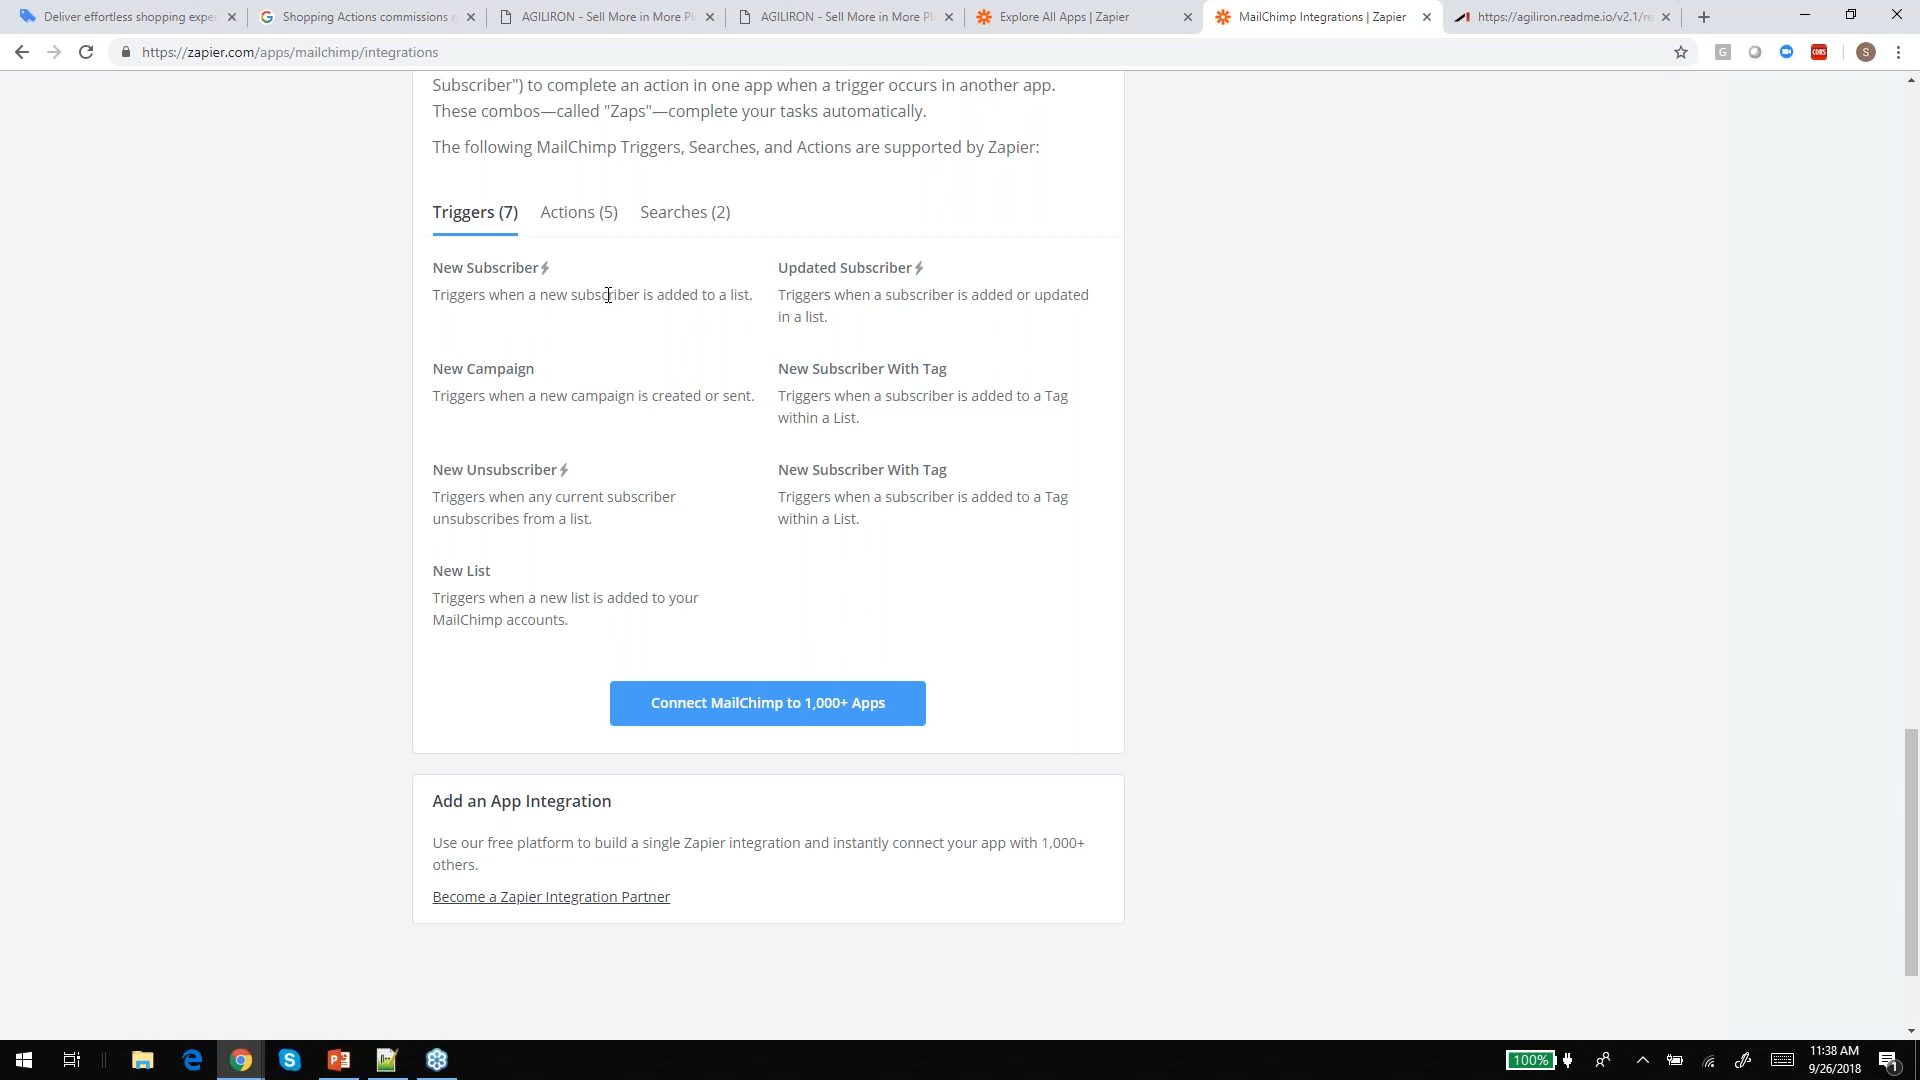 Deliver effortless shopping expe
Shopping Actions commissions
AGILIRON - Sell More in More Pl
AGILIRON - Sell More in More Pl
Explore All Apps | Zapier
MailChimp Integrations | Zapier
https://agiliron.readme.io/v2.1/re
https://zapier.com/apps/mailchimp/integrations
G
CORS
S
Subscriber") to complete an action in one app when a trigger occurs in another app.
These combos—called "Zaps"—complete your tasks automatically.
The following MailChimp Triggers, Searches, and Actions are supported by Zapier:
Triggers (7) Actions (5) Searches (2)
New Subscriber
Triggers when a new subscriber is added to a list.
Updated Subscriber
Triggers when a subscriber is added or updated
in a list.
New Campaign
Triggers when a new campaign is created or sent.
New Subscriber With Tag
Triggers when a subscriber is added to a Tag
within a List.
New Unsubscriber
Triggers when any current subscriber
unsubscribes from a list.
New Subscriber With Tag
Triggers when a subscriber is added to a Tag
within a List.
New List
Triggers when a new list is added to your
MailChimp accounts.
Connect MailChimp to 1,000+ Apps
Add an App Integration
Use our free platform to build a single Zapier integration and instantly connect your app with 1,000+
others.
Become a Zapier Integration Partner
100%
11:38 AM
9/26/2018
1